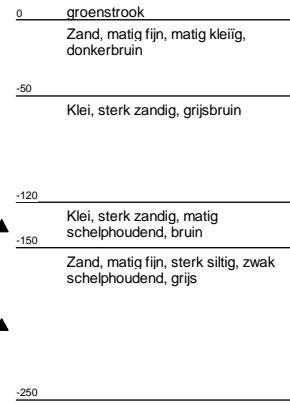 0 groenstrook
Zand, matig fijn, matig kleiïg,
donkerbruin
-50
Klei, sterk zandig, grijsbruin
-120
Klei, sterk zandig, matig
schelphoudend, bruin
-150
Zand, matig fijn, sterk siltig, zwak
schelphoudend, grijs
-250